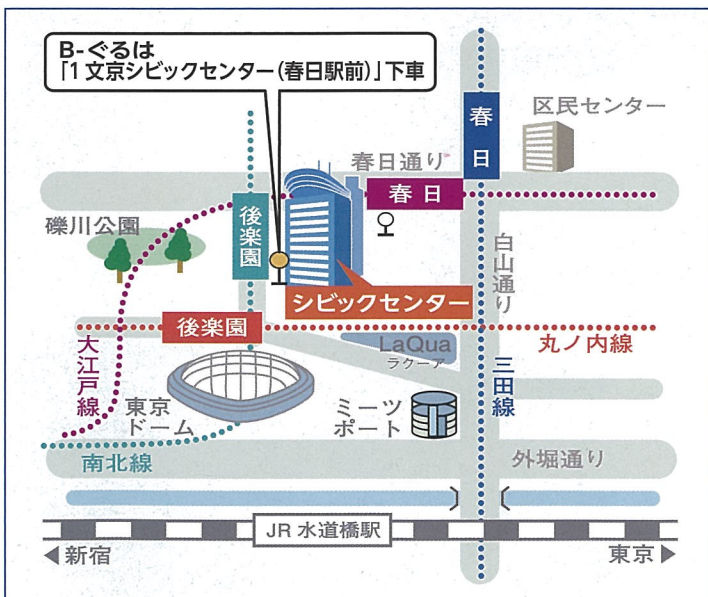 B-ぐるは
「1 文京シビックセンター(春日駅前)」下車
春日
区民センター
春日通り
春日
後楽園
礫川公園
白山通り
シビックセンター
後楽園
丸ノ内線
LaQua
ラクーア
大江戸線
三田線
東京
ドーム
ミーツ
ポート
南北線
外堀通り
JR 水道橋駅
◀新宿
東京▶